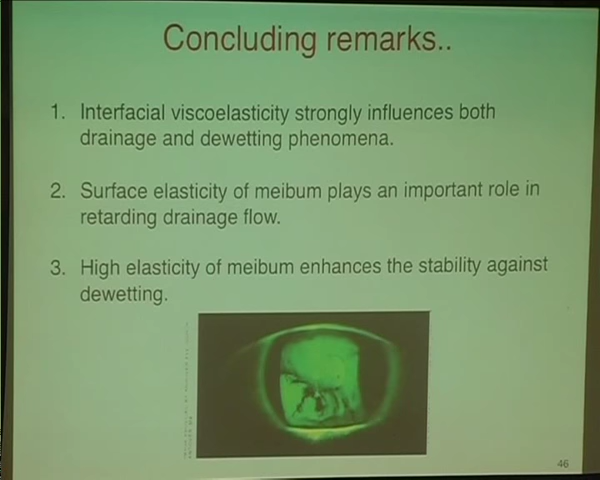 Concluding remarks..
1. Interfacial viscoelasticity strongly influences both
drainage and dewetting phenomena.
2. Surface elasticity of meibum plays an important role in
retarding drainage flow.
3. High elasticity of meibum enhances the stability against
dewetting.
46